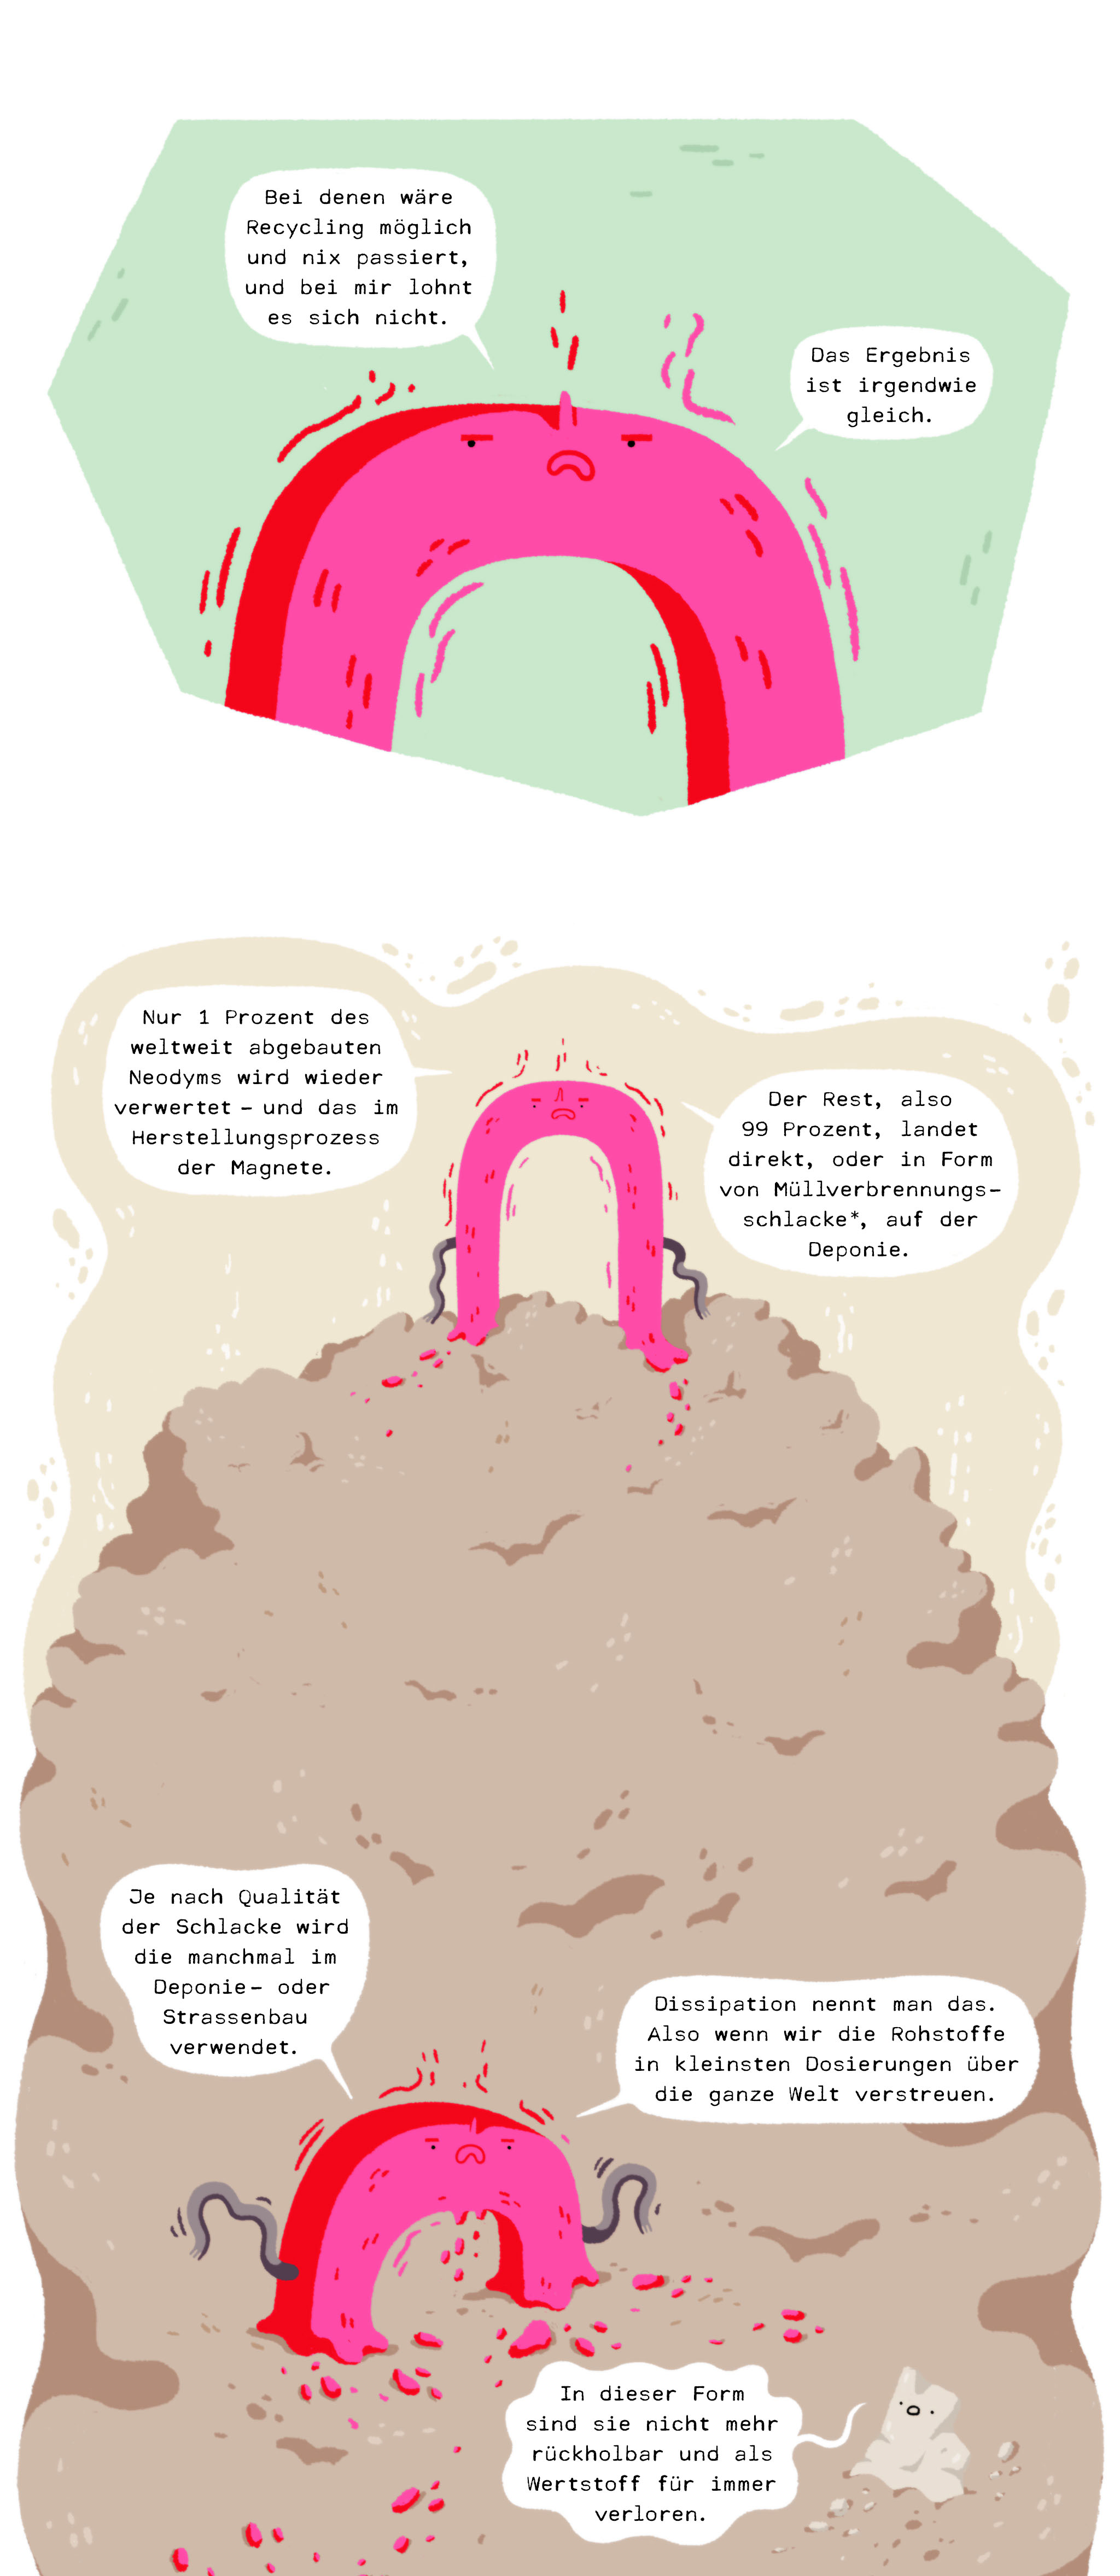 Bei denen wäre
Recycling möglich
und nix passiert,
und bei mir lohnt
es sich nicht.
Das Ergebnis
ist irgendwie
gleich.
Nur 1 Prozent des
weltweit abgebauten
Neodyms wird wieder
verwertet – und das im
Herstellungsprozess
der Magnete.
Der Rest, also
99 Prozent, landet
direkt, oder in Form
von Müllverbrennungs-
schlacke*, auf der
Deponie.
Je nach Qualität
der Schlacke wird
die manchmal im
Deponie- oder
Strassenbau
verwendet.
Dissipation nennt man das.
Also wenn wir die Rohstoffe
in kleinsten Dosierungen über
die ganze Welt verstreuen.
In dieser Form
sind sie nicht mehr
rückholbar und als
Wertstoff für immer
verloren.